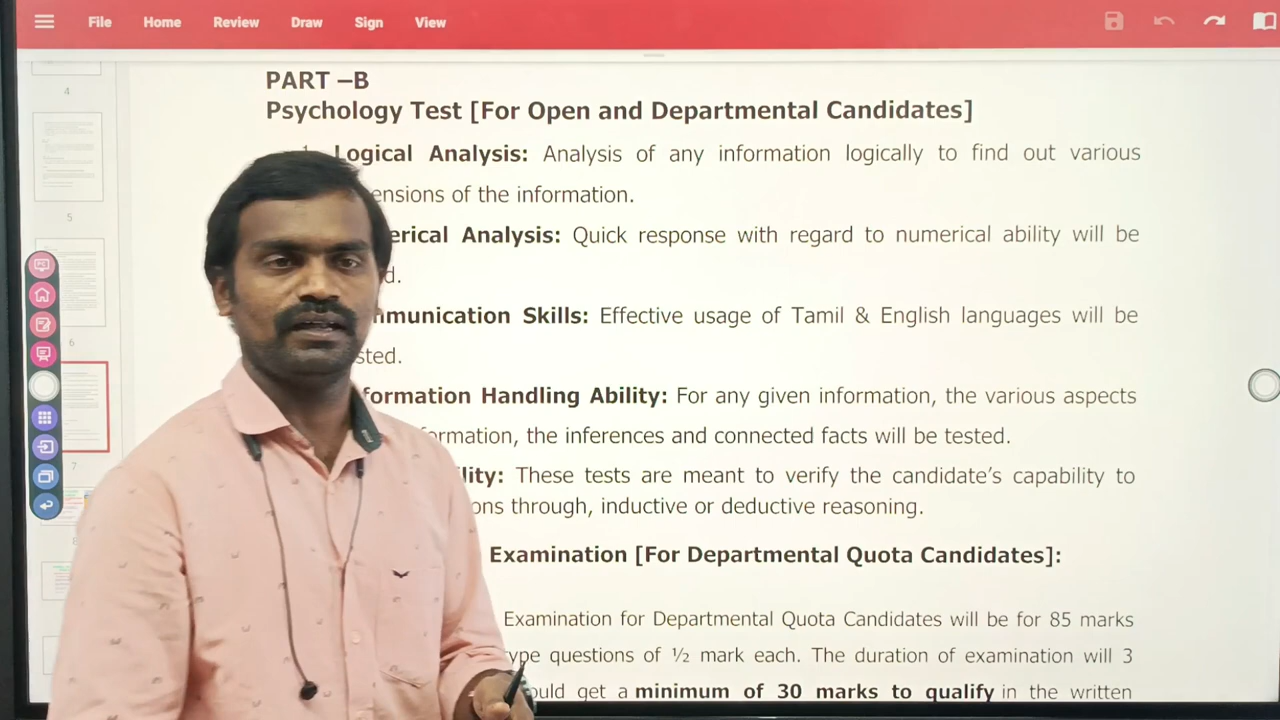 File Home Review Draw Sign View
4
PART –B
Psychology Test [For Open and Departmental Candidates]
Logical Analysis: Analysis of any information logically to find out various
ensions of the information.
5
erical Analysis: Quick response with regard to numerical ability will be
d.
mmunication Skills: Effective usage of Tamil & English languages will be
sted.
6
formation Handling Ability: For any given information, the various aspects
formation, the inferences and connected facts will be tested.
7
lity: These tests are meant to verify the candidate's capability to
ons through, inductive or deductive reasoning.
Examination [For Departmental Quota Candidates]:
Examination for Departmental Quota Candidates will be for 85 marks
ype questions of ½ mark each. The duration of examination will 3
ould get a minimum of 30 marks to qualify in the written